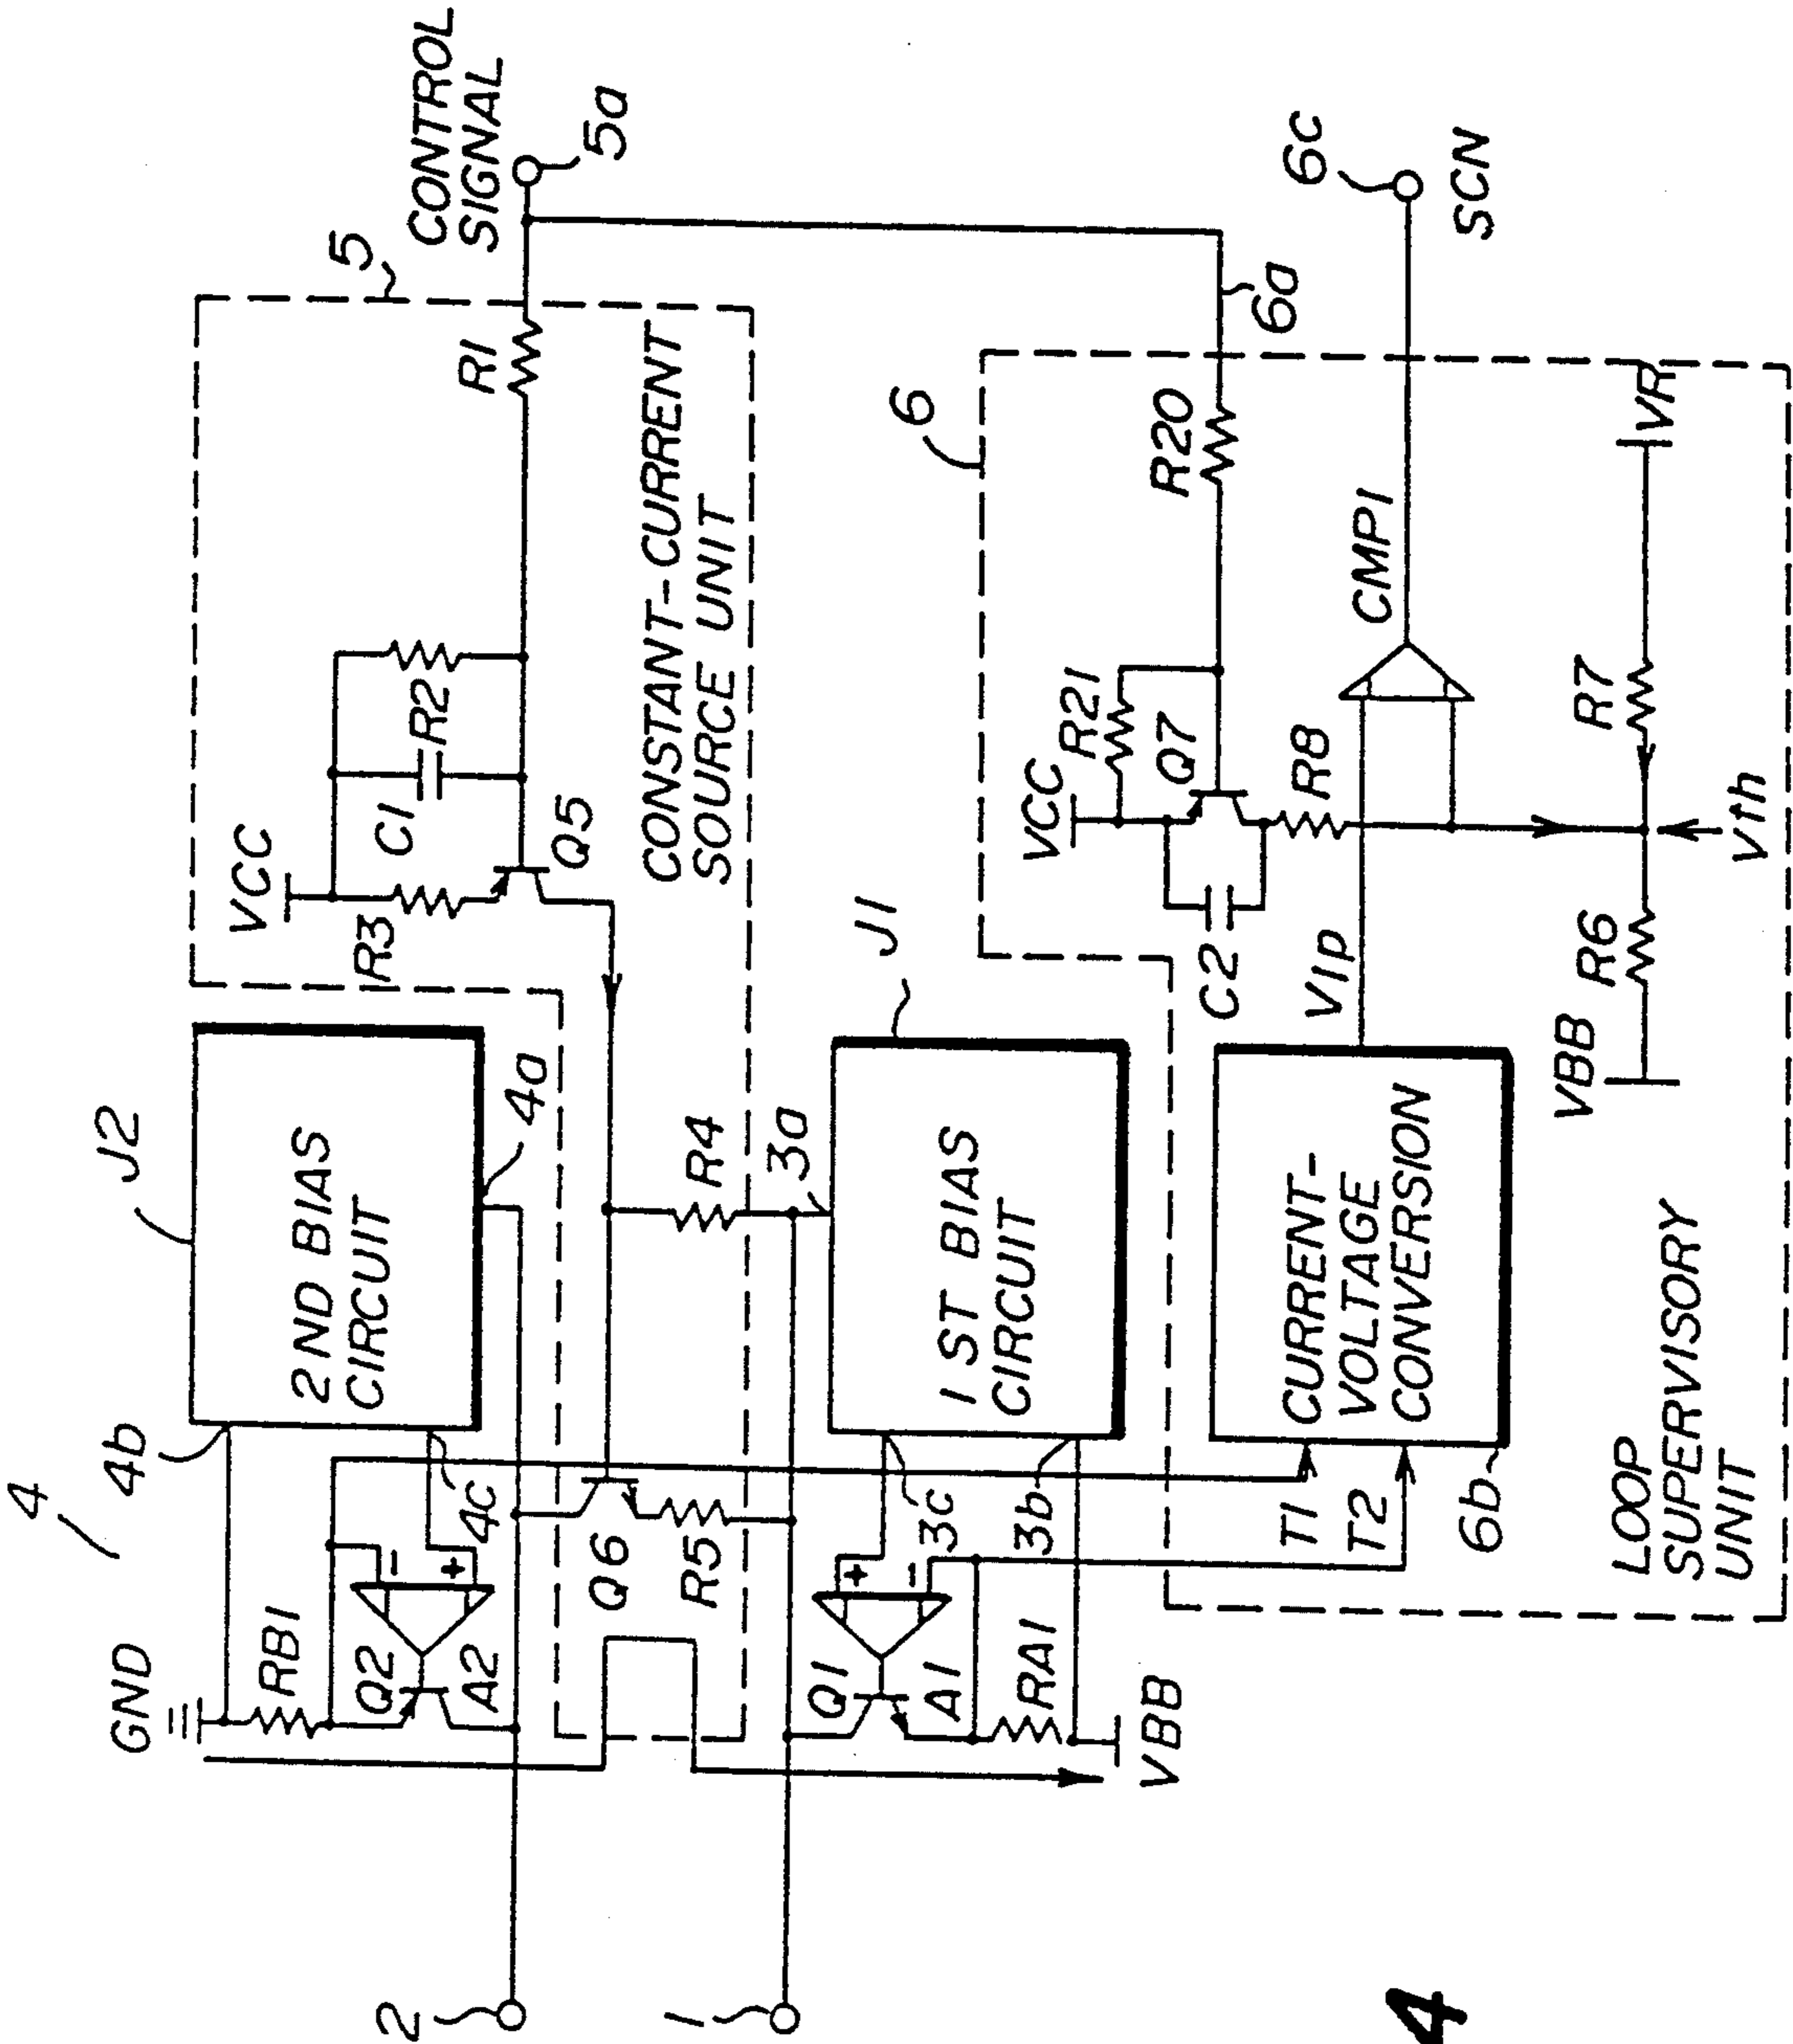 4
4b
J2
GND
RB1
Q2
A2
4c
2ND BIAS
CIRCUIT
4a
2
1
Q6
R5
R4
3a
VCC
R3
C1
R2
Q5
R1
5
CONTROL
SIGNAL
5a
CONSTANT-CURRENT
SOURCE UNIT
Q1
A1
RA1
VBB
3c
3b
+
−
+
−
1ST BIAS
CIRCUIT
J1
6
6a
VCC
R21
R20
Q7
C2
R8
T1
T2
6b
CURRENT-
VOLTAGE
CONVERSION
V1p
CMP1
6c
SCN
VBB
R6
R7
VR
Vth
LOOP
SUPERVISORY
UNIT
4